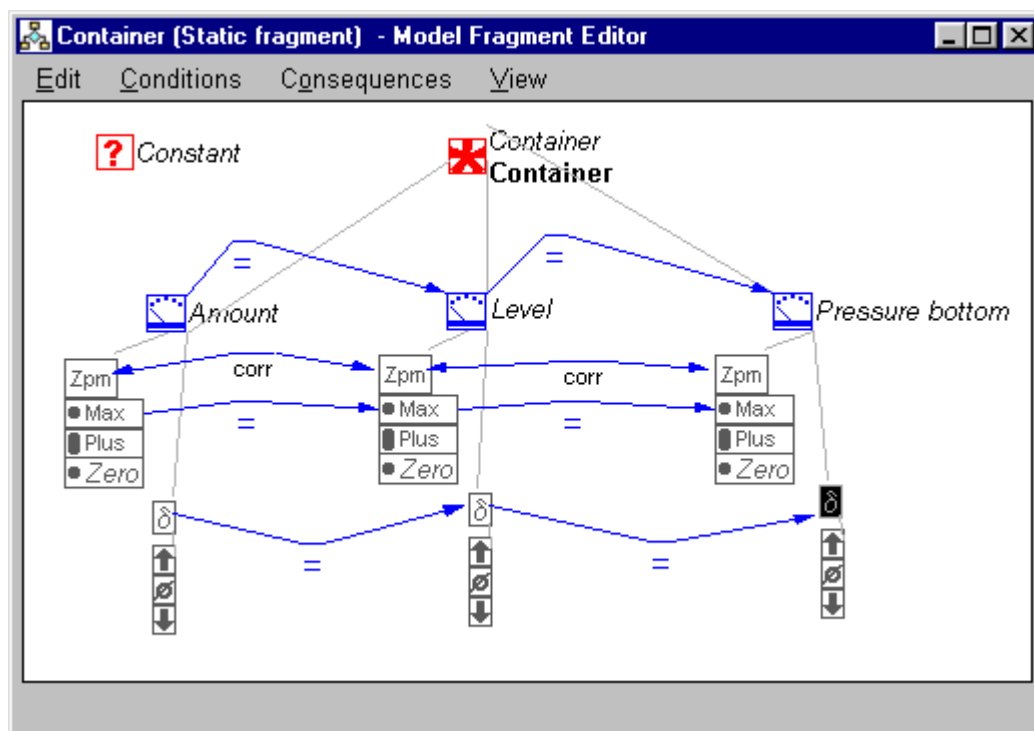 Container (Static fragment) - Model Fragment Editor
Edit Conditions Consequences View
? Constant
Container
Container
= =
Amount Level Pressure bottom
Zpm corr Zpm corr Zpm
Max = Max = Max
Plus Plus Plus
Zero Zero Zero
δ δ δ
= =